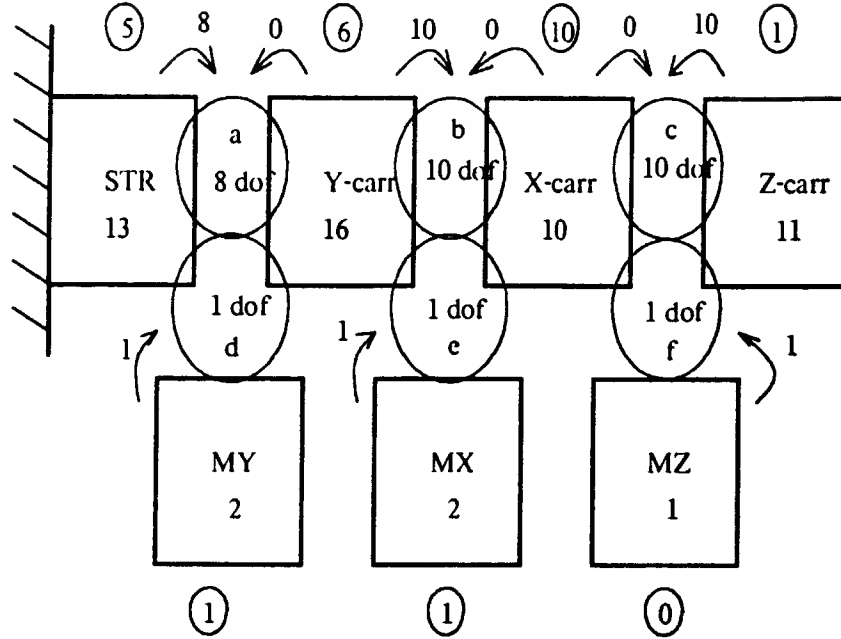 5 8 0 6 10 0 10 0 10 1
a b c
8 dof 10 dof 10 dof
STR Y-carr X-carr Z-carr
13 16 10 11
1 dof 1 dof 1 dof
1 d 1 e f 1
MY MX MZ
2 2 1
1 1 0